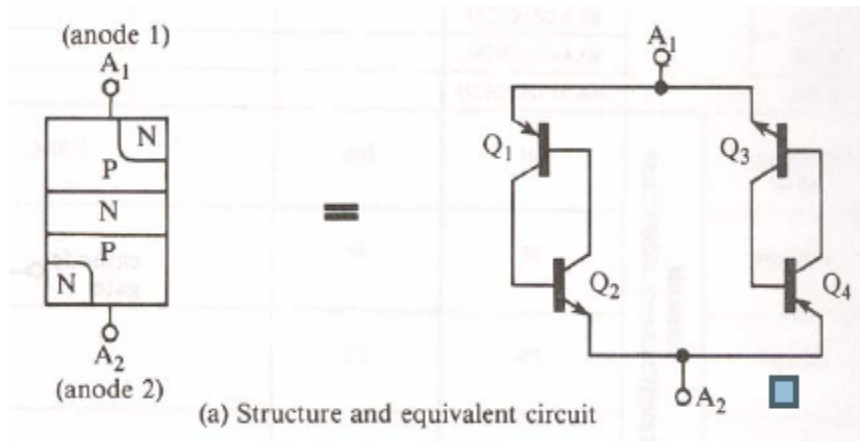 (anode 1)
A1
N
P
N
P
N
A2
(anode 2)
=
A1
Q1
Q3
Q2
Q4
A2
(a) Structure and equivalent circuit